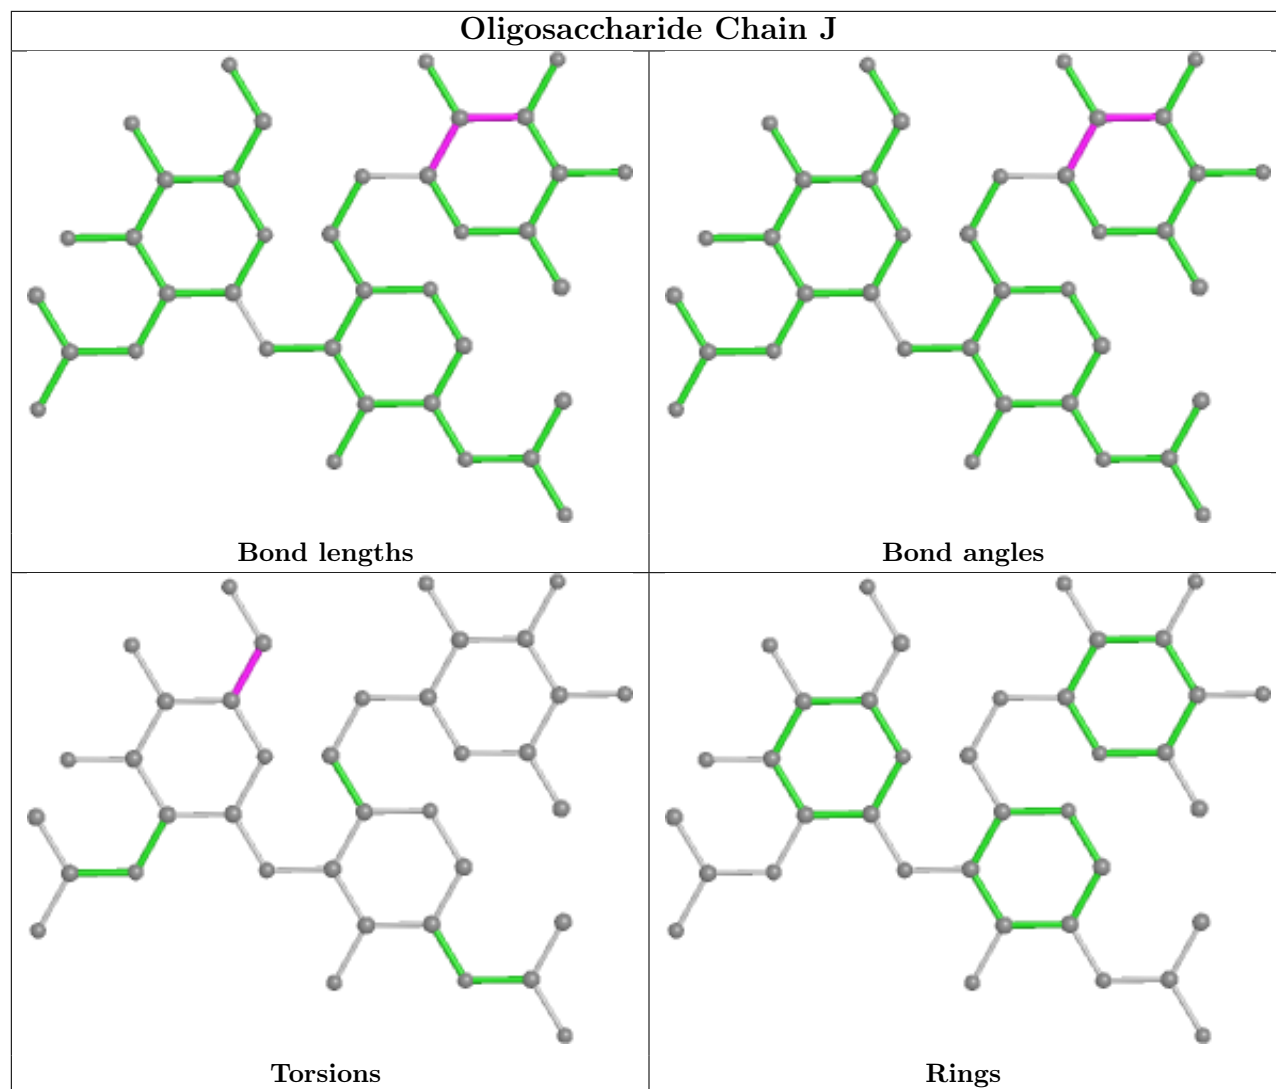 Oligosaccharide Chain J
Bond lengths
Bond angles
Torsions
Rings